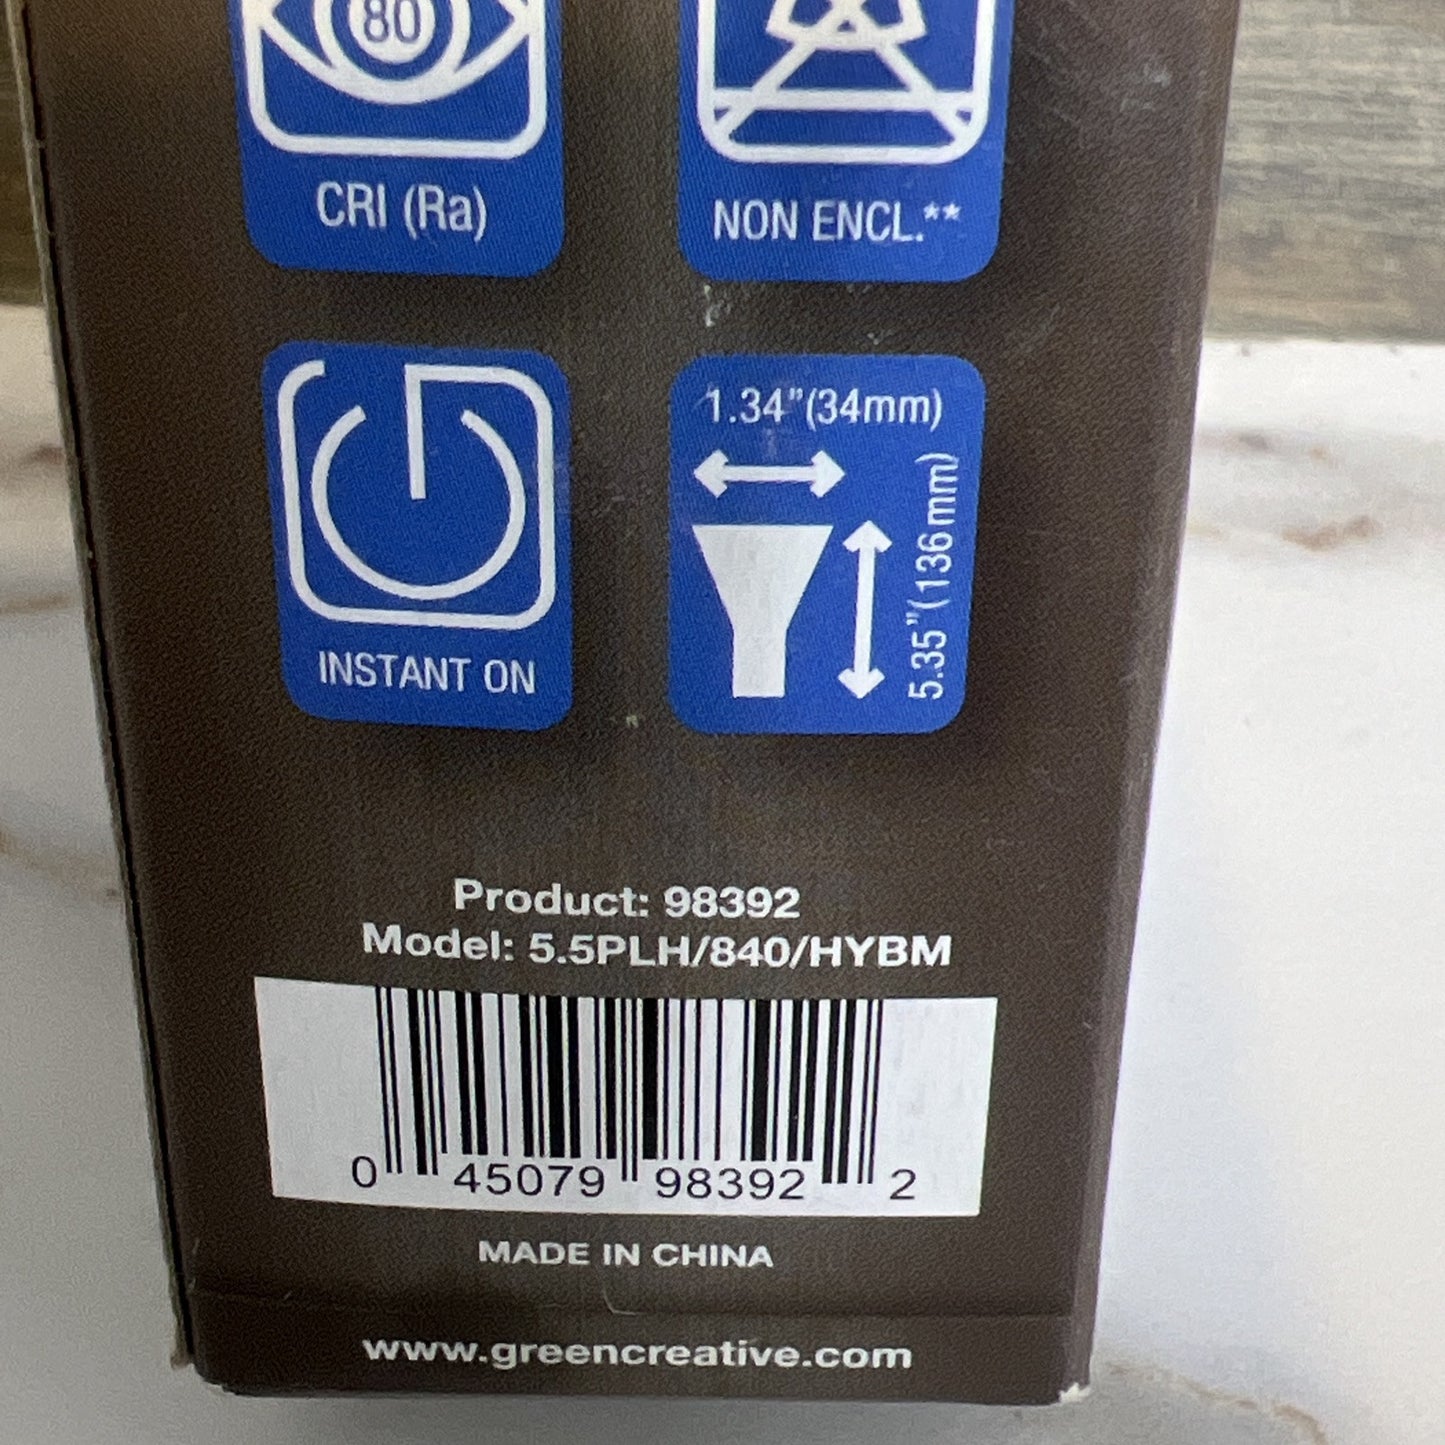 80
CRI (Ra)
NON ENCL.**
INSTANT ON
1.34"(34mm)
5.35"(136mm)
Product: 98392
Model: 5.5PLH/840/HYBM
0 45079 98392 2
MADE IN CHINA
www.greencreative.com